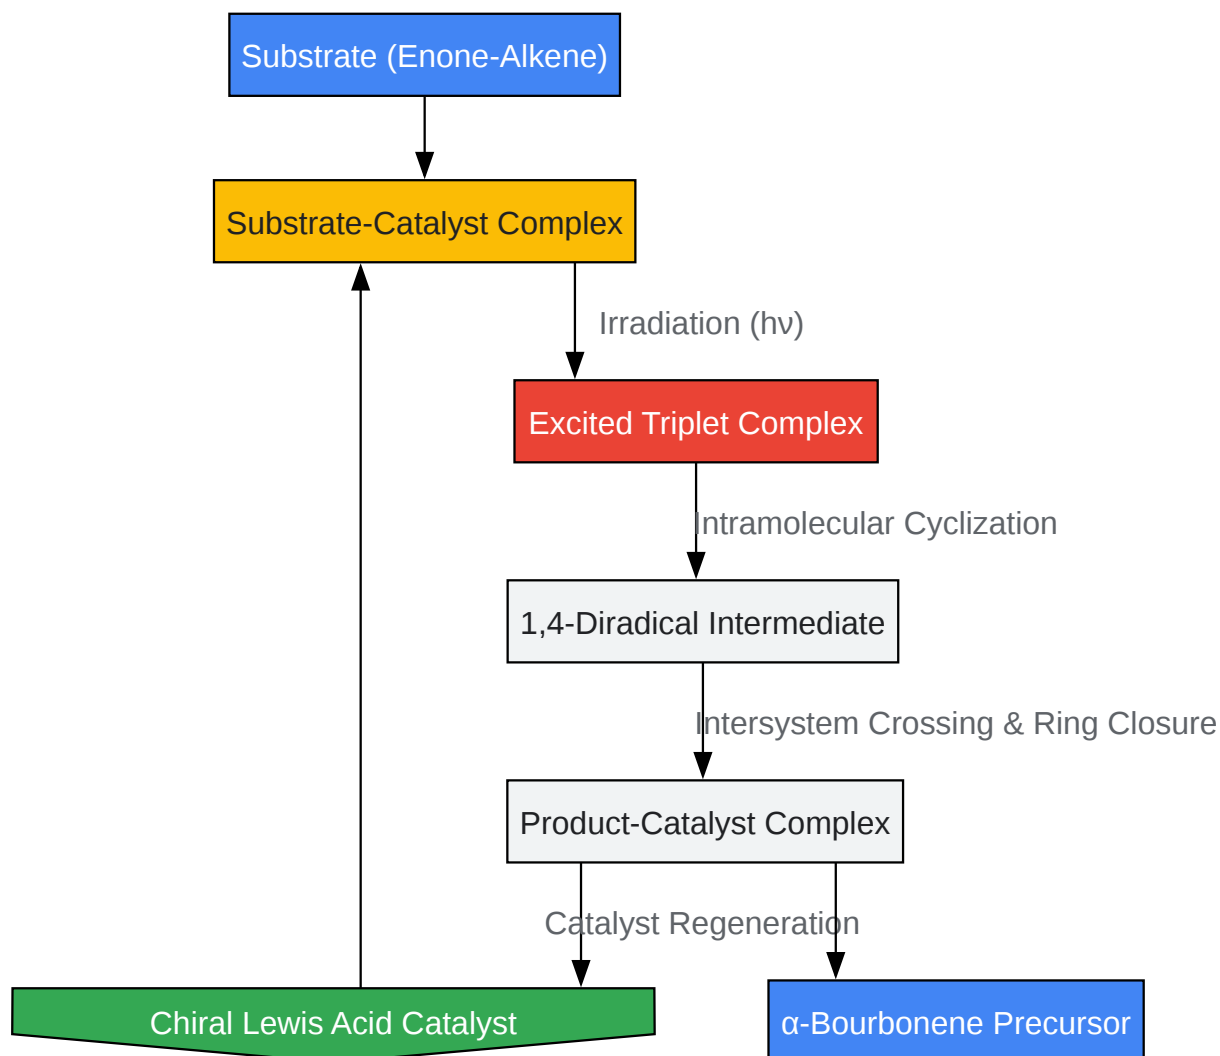 Substrate (Enone-Alkene)
Substrate-Catalyst Complex
Irradiation (hν)
Excited Triplet Complex
Intramolecular Cyclization
1,4-Diradical Intermediate
Intersystem Crossing & Ring Closure
Product-Catalyst Complex
Catalyst Regeneration
Chiral Lewis Acid Catalyst
α-Bourbonene Precursor